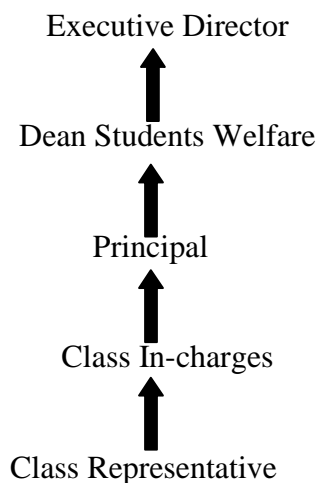 Executive Director
Dean Students Welfare
Principal
Class In-charges
Class Representative